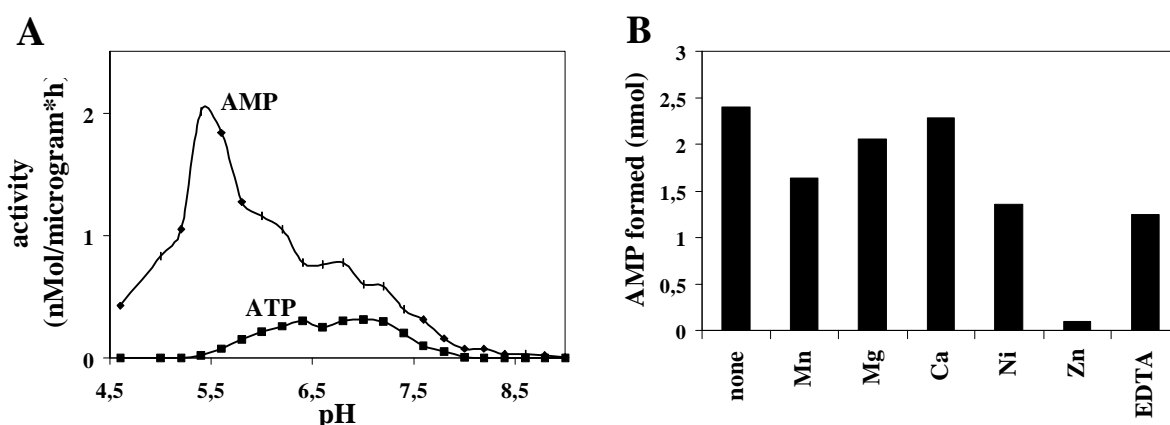 A
activity
(nMol/microgram*h)
2
1
0
AMP
ATP
4,5
5,5
6,5
7,5
8,5
pH
B
AMP formed (nmol)
3
2,5
2
1,5
1
0,5
0
none
Mn
Mg
Ca
Ni
Zn
EDTA